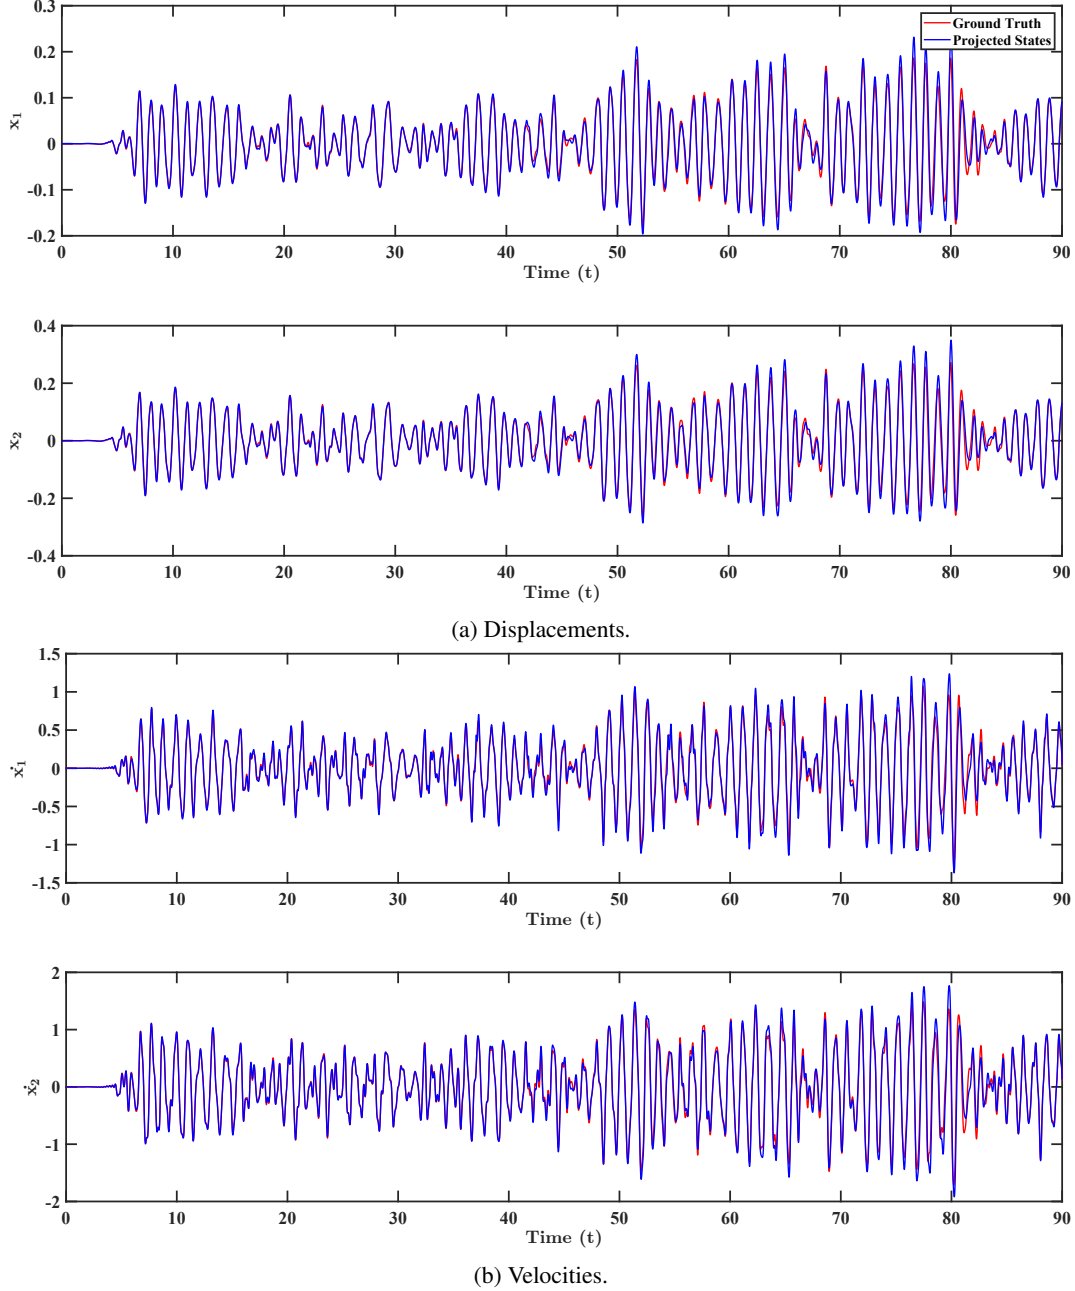 0.3
0.2
0.1
0
-0.1
-0.2
x₁
Ground Truth
Projected States
0 10 20 30 40 50 60 70 80 90
Time (t)
0.4
0.2
0
-0.2
-0.4
x₂
0 10 20 30 40 50 60 70 80 90
Time (t)
(a) Displacements.
1.5
1
0.5
0
-0.5
-1
-1.5
ẋ₁
0 10 20 30 40 50 60 70 80 90
Time (t)
2
1
0
-1
-2
ẋ₂
0 10 20 30 40 50 60 70 80 90
Time (t)
(b) Velocities.